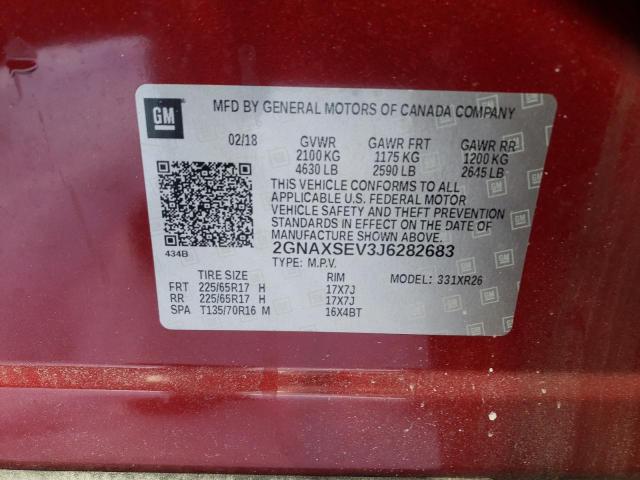 GM
MFD BY GENERAL MOTORS OF CANADA COMPANY
02/18 GVWR GAWR FRT GAWR RR
2100 KG 1175 KG 1200 KG
4630 LB 2590 LB 2645 LB
THIS VEHICLE CONFORMS TO ALL
APPLICABLE U.S. FEDERAL MOTOR
VEHICLE SAFETY AND THEFT PREVENTION
STANDARDS IN EFFECT ON THE DATE OF
MANUFACTURE SHOWN ABOVE.
434B
2GNAXSEV3J6282683
TYPE: M.P.V. MODEL: 331XR26
TIRE SIZE RIM
FRT 225/65R17 H 17X7J
RR 225/65R17 H 17X7J
SPA T135/70R16 M 16X4BT